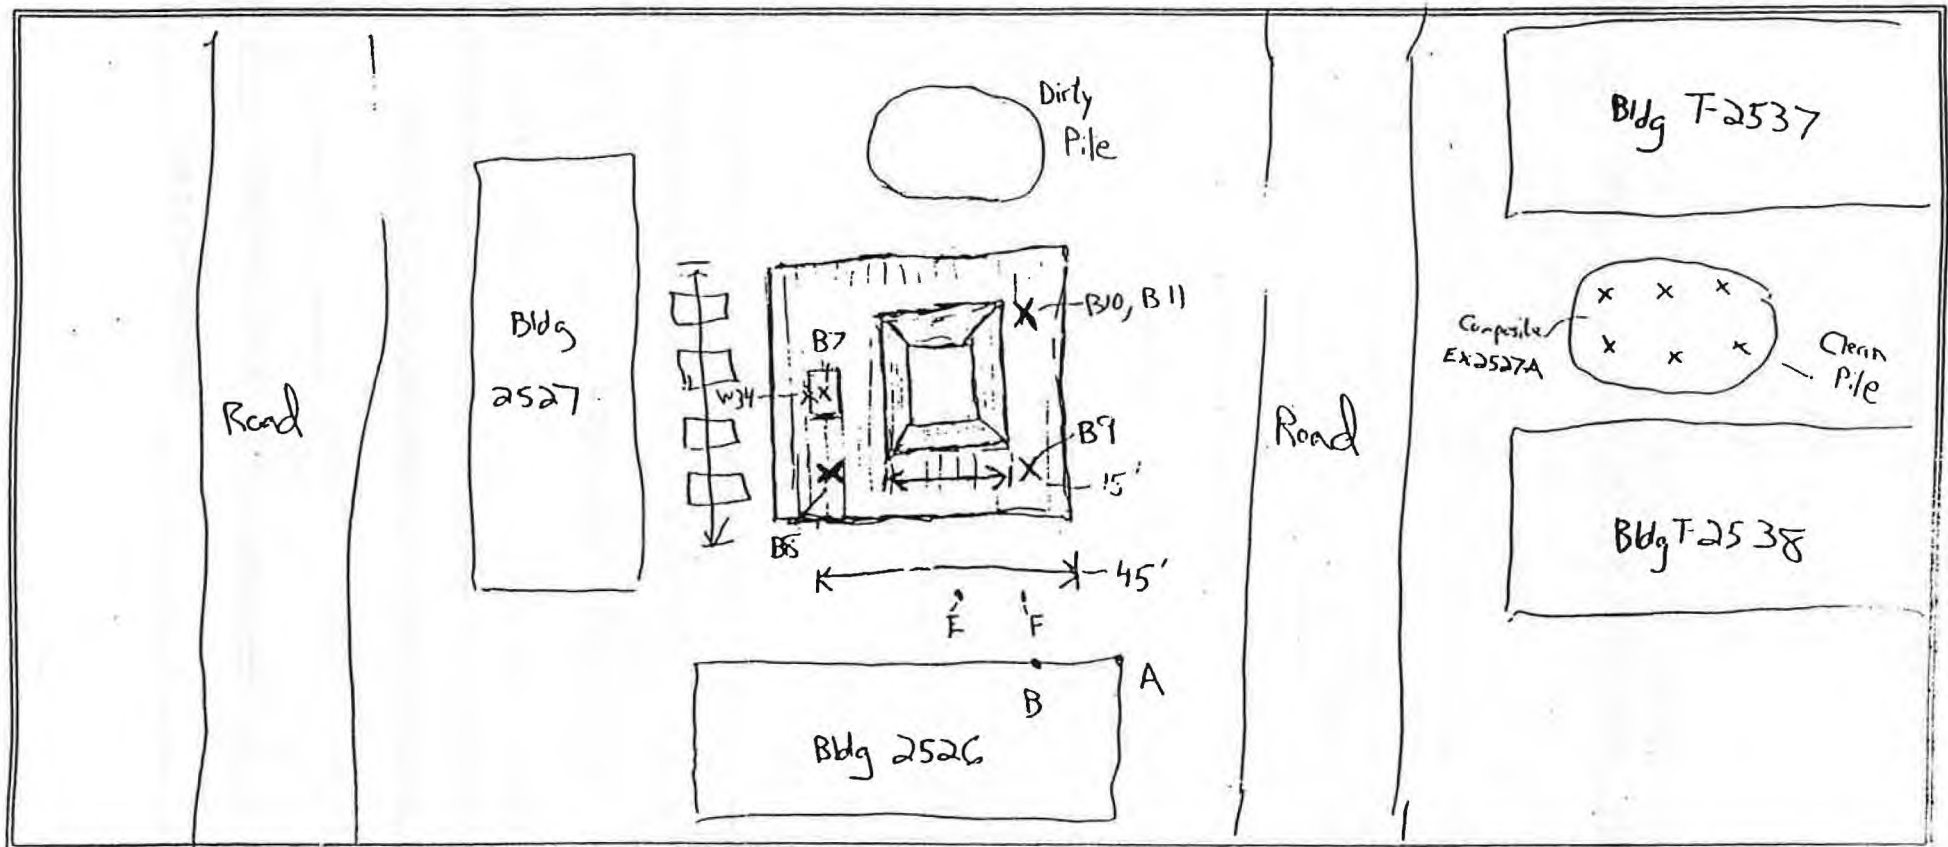 Dirty
Pile
Bldg T-2537
Bldg
2527
B7
W34
B10, B11
Composite
EX2527A
Clean
Pile
Road
Road
B9
15'
Bldg T-2538
45'
E
F
A
B
Bldg 2526